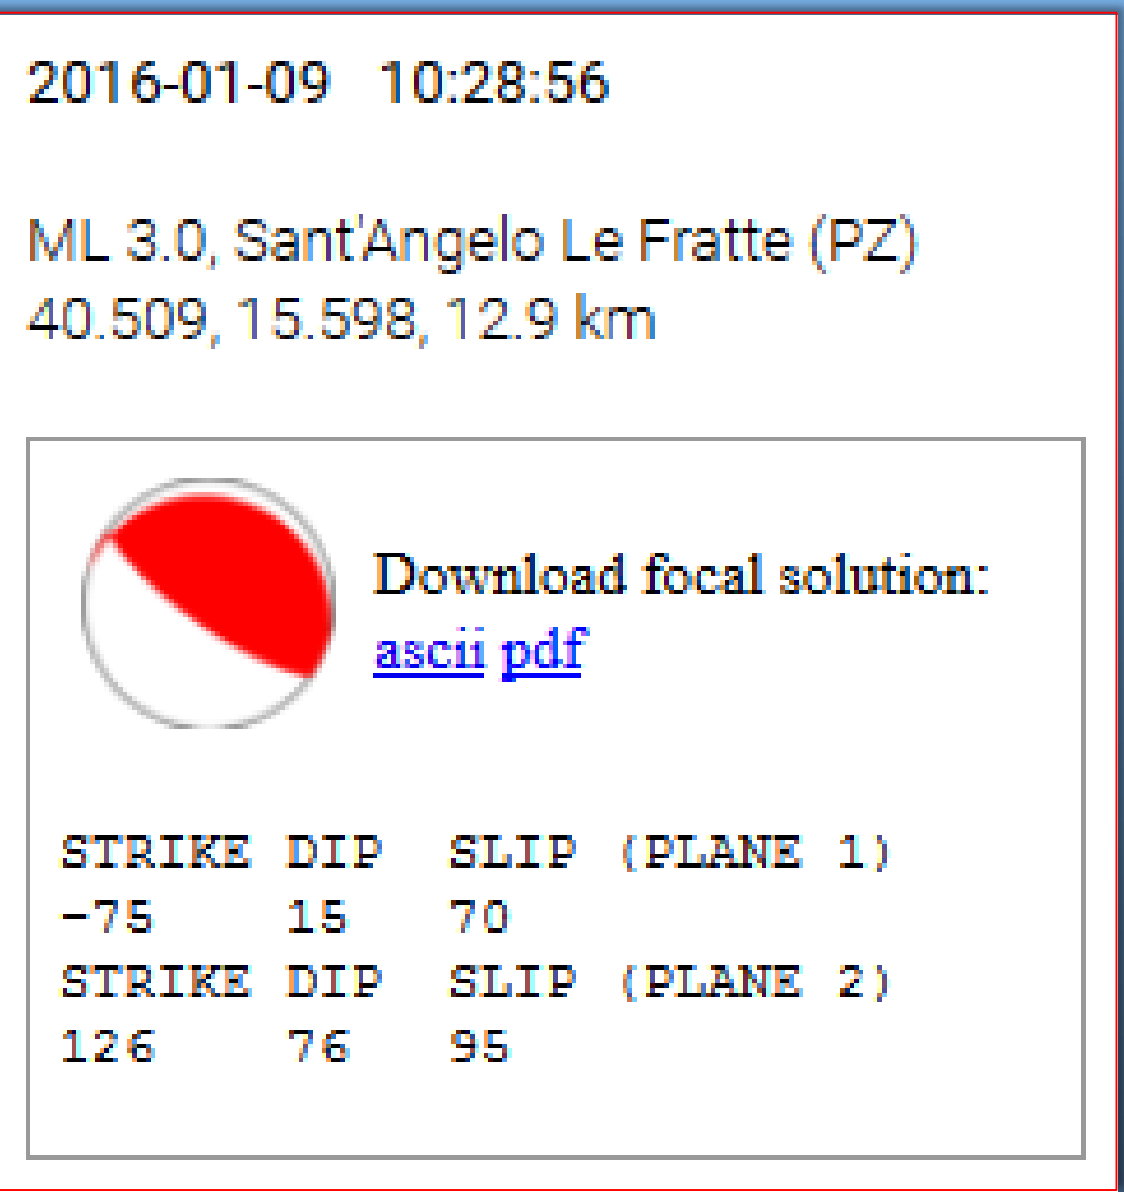 2016-01-09 10:28:56
ML 3.0, Sant'Angelo Le Fratte (PZ)
40.509, 15.598, 12.9 km
Download focal solution:
ascii pdf
STRIKE DIP SLIP (PLANE 1)
-75 15 70
STRIKE DIP SLIP (PLANE 2)
126 76 95